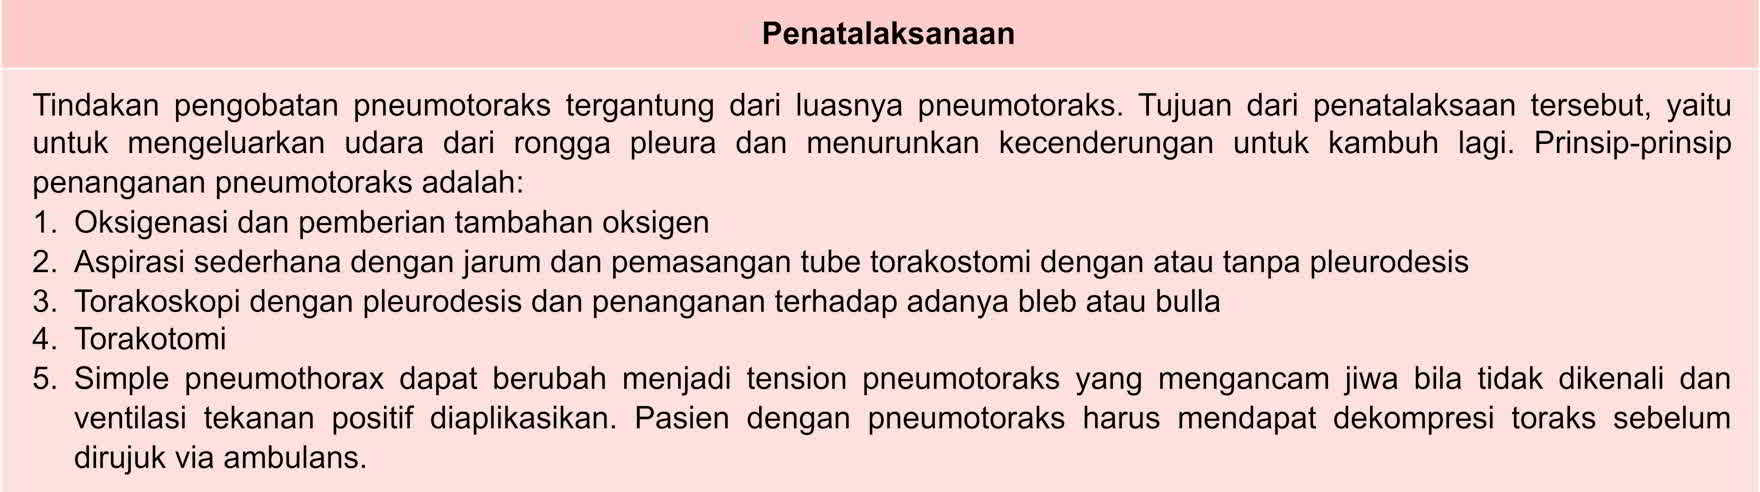 Penatalaksanaan
Tindakan pengobatan pneumotoraks tergantung dari luasnya pneumotoraks. Tujuan dari penatalaksaan tersebut, yaitu
untuk mengeluarkan udara dari rongga pleura dan menurunkan kecenderungan untuk kambuh lagi. Prinsip-prinsip
penanganan pneumotoraks adalah:
1. Oksigenasi dan pemberian tambahan oksigen
2. Aspirasi sederhana dengan jarum dan pemasangan tube torakostomi dengan atau tanpa pleurodesis
3. Torakoskopi dengan pleurodesis dan penanganan terhadap adanya bleb atau bulla
4. Torakotomi
5. Simple pneumothorax dapat berubah menjadi tension pneumotoraks yang mengancam jiwa bila tidak dikenali dan
ventilasi tekanan positif diaplikasikan. Pasien dengan pneumotoraks harus mendapat dekompresi toraks sebelum
dirujuk via ambulans.